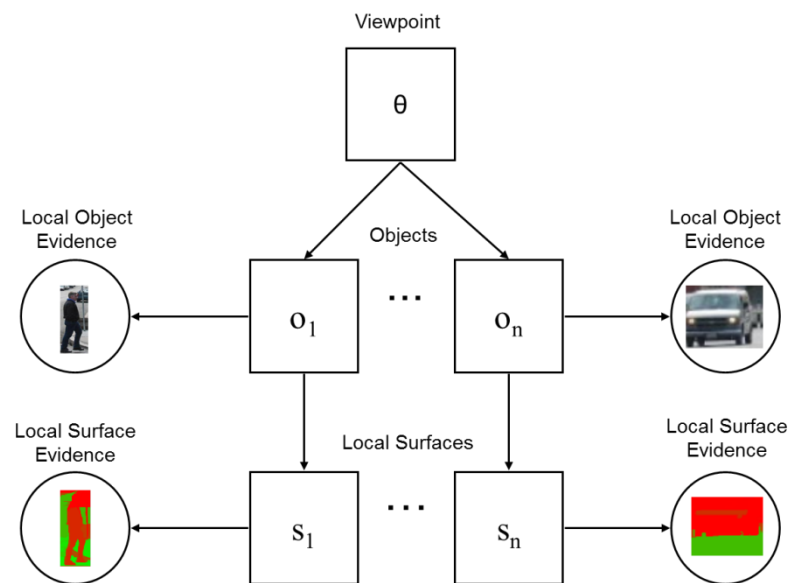 Viewpoint
θ
Local Object
Evidence
Objects
Local Object
Evidence
o1
...
on
Local Surface
Evidence
Local Surfaces
Local Surface
Evidence
s1
...
sn